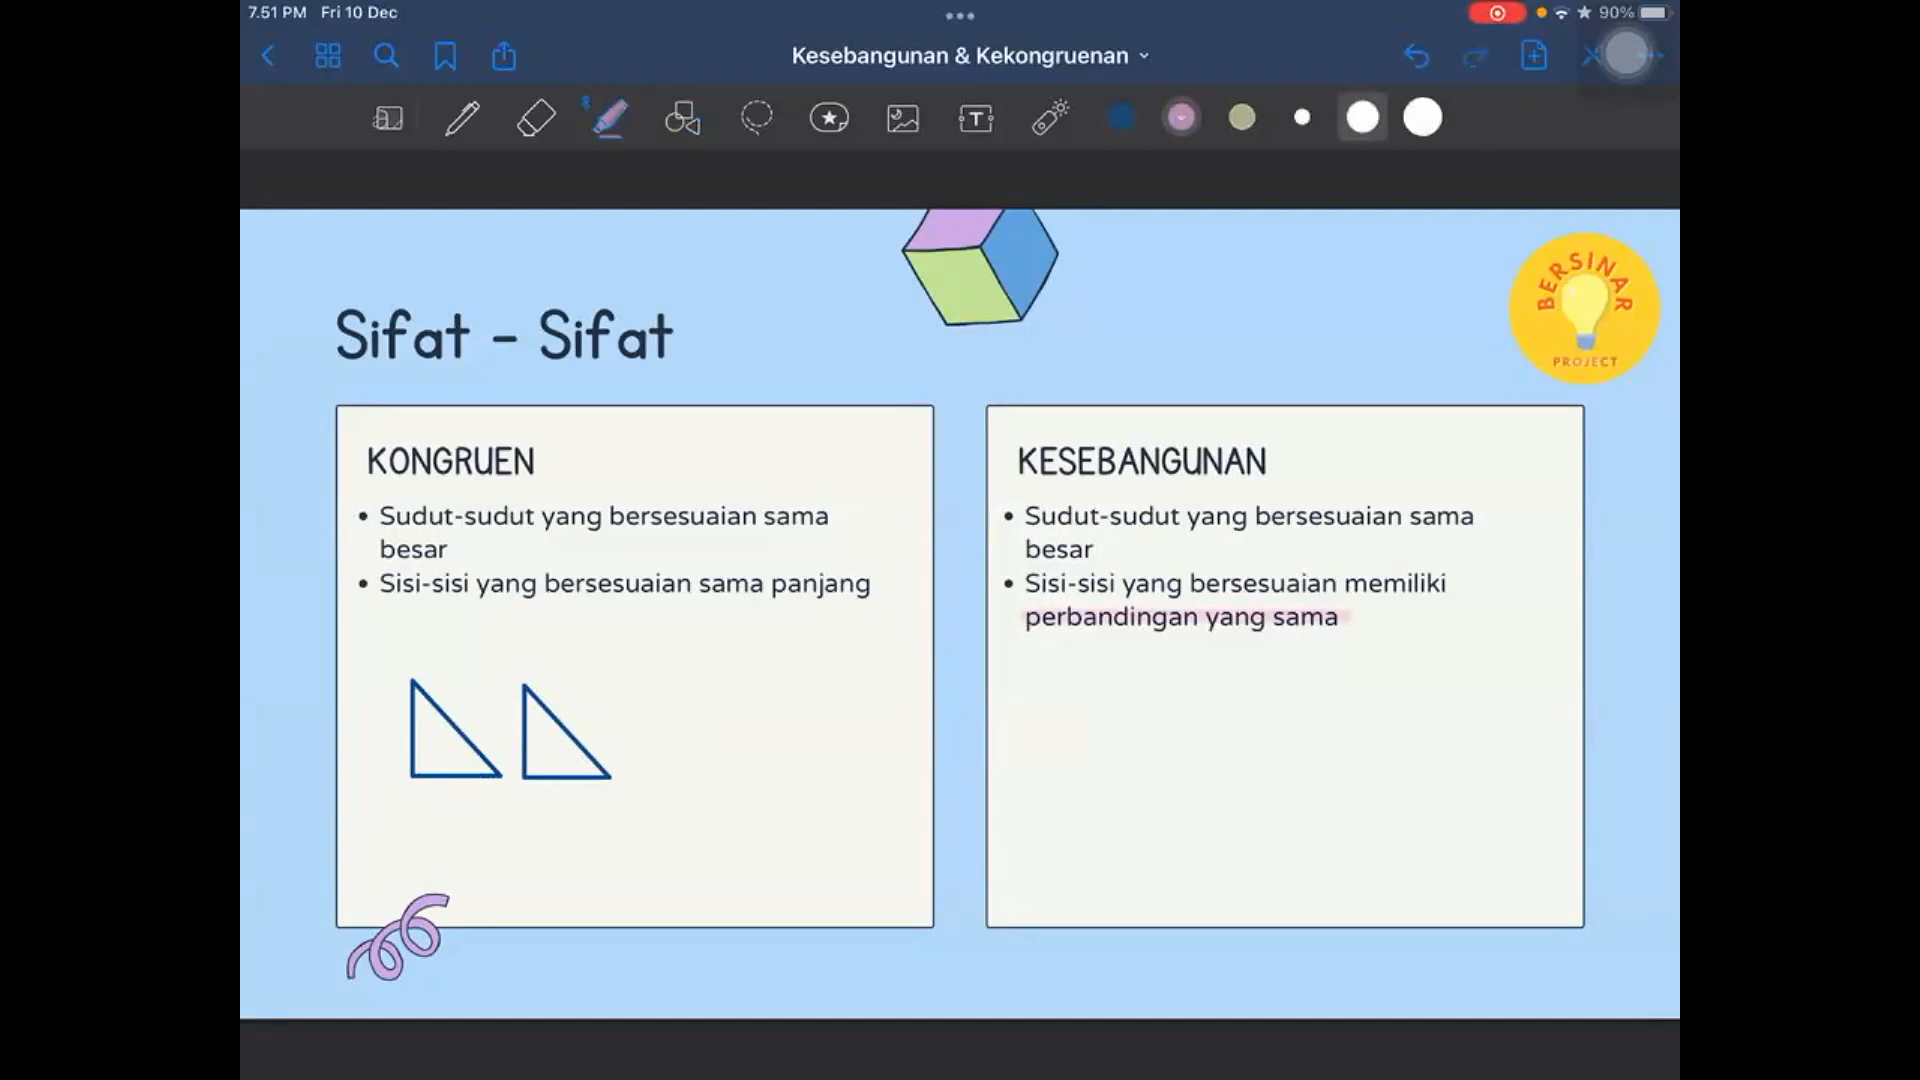 7.51 PM Fri 10 Dec
90%
Kesebangunan & Kekongruenan
T
BERSINAR
PROJECT
Sifat - Sifat
KONGRUEN
• Sudut-sudut yang bersesuaian sama
besar
• Sisi-sisi yang bersesuaian sama panjang
KESEBANGUNAN
• Sudut-sudut yang bersesuaian sama
besar
• Sisi-sisi yang bersesuaian memiliki
perbandingan yang sama